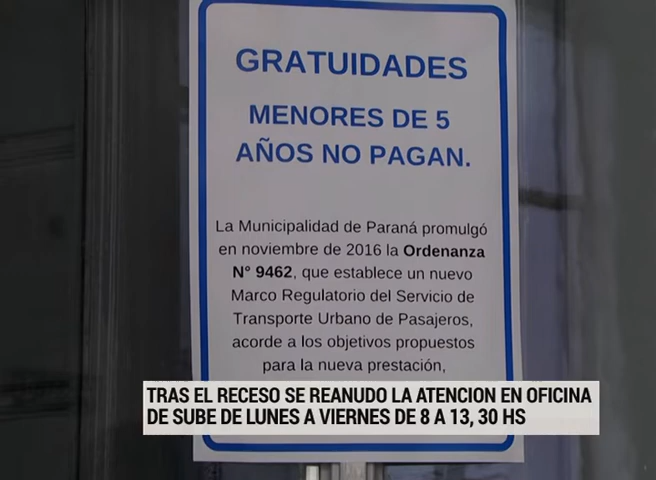 GRATUIDADES
MENORES DE 5
AÑOS NO PAGAN.
La Municipalidad de Paraná promulgó
en noviembre de 2016 la Ordenanza
N° 9462, que establece un nuevo
Marco Regulatorio del Servicio de
Transporte Urbano de Pasajeros,
acorde a los objetivos propuestos
para la nueva prestación,
TRAS EL RECESO SE REANUDO LA ATENCION EN OFICINA
DE SUBE DE LUNES A VIERNES DE 8 A 13, 30 HS